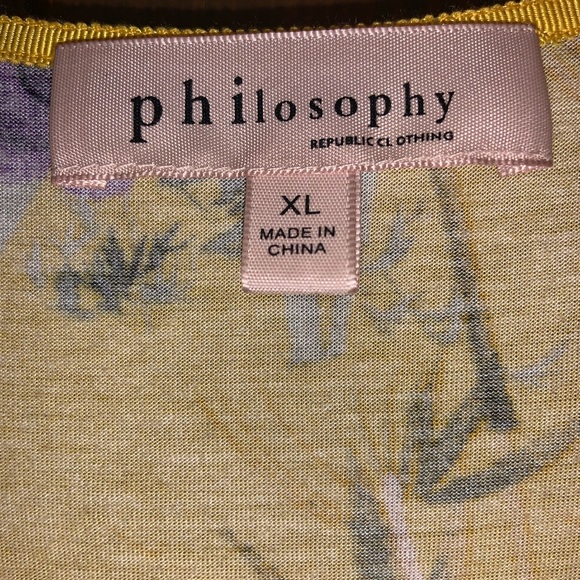 philosophy
REPUBLIC CLOTHING
XL
MADE IN
CHINA